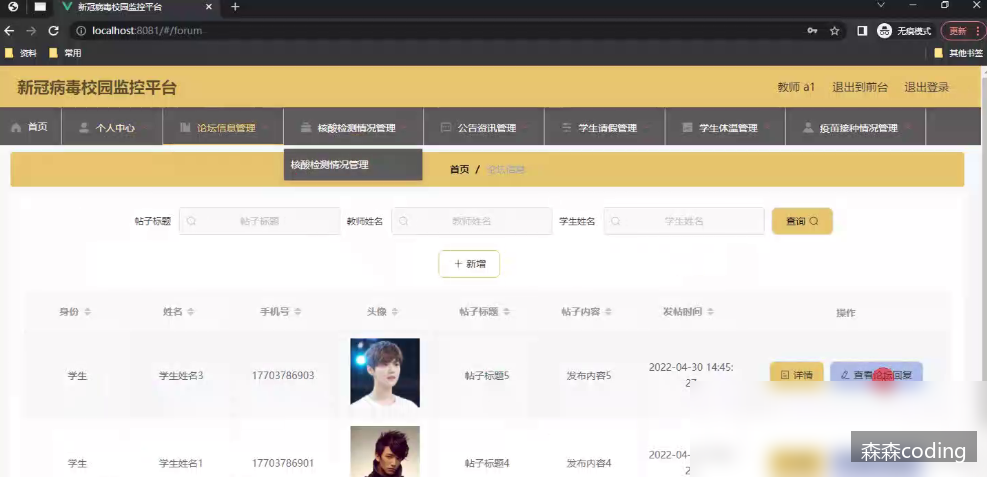 新冠病毒校园监控平台
localhost:8081/#/forum
无痕模式
更新
资料
常用
其他书签
新冠病毒校园监控平台
教师 a1
退出到前台
退出登录
首页
个人中心
论坛信息管理
核酸检测情况管理
公告资讯管理
学生请假管理
学生体温管理
疫苗接种情况管理
核酸检测情况管理
首页 / 论坛信息
帖子标题 帖子标题 教师姓名 教师姓名 学生姓名 学生姓名 查询
+ 新增
身份 姓名 手机号 头像 帖子标题 帖子内容 发帖时间 操作
学生 学生姓名3 17703786903 帖子标题5 发布内容5 2022-04-30 14:45:27 详情 查看论坛回复
学生 学生姓名1 17703786901 帖子标题4 发布内容4 2022-04-
森森coding